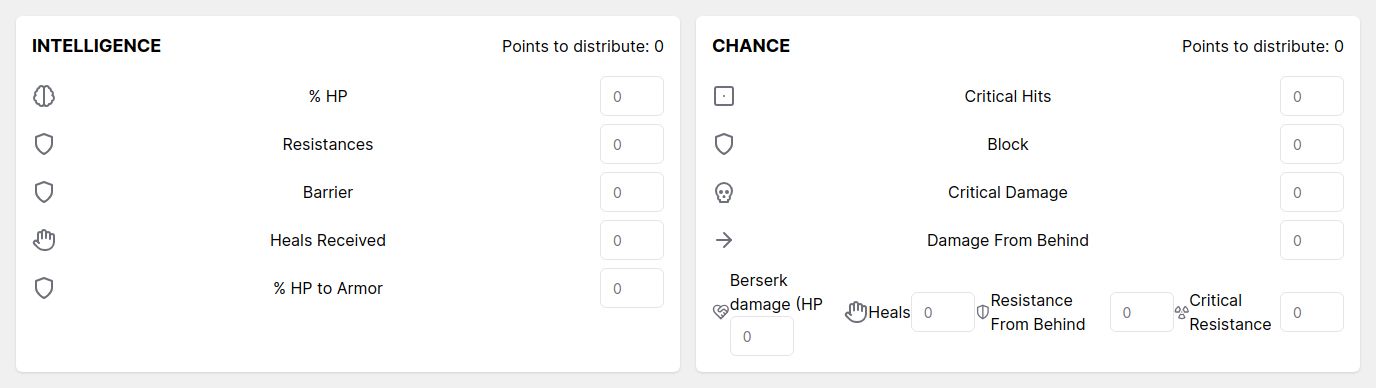 INTELLIGENCE
Points to distribute: 0
% HP
0
Resistances
0
Barrier
0
Heals Received
0
% HP to Armor
0
CHANCE
Points to distribute: 0
Critical Hits
0
Block
0
Critical Damage
0
Damage From Behind
0
Berserk
damage (HP
0
Heals
0
Resistance
From Behind
0
Critical
Resistance
0